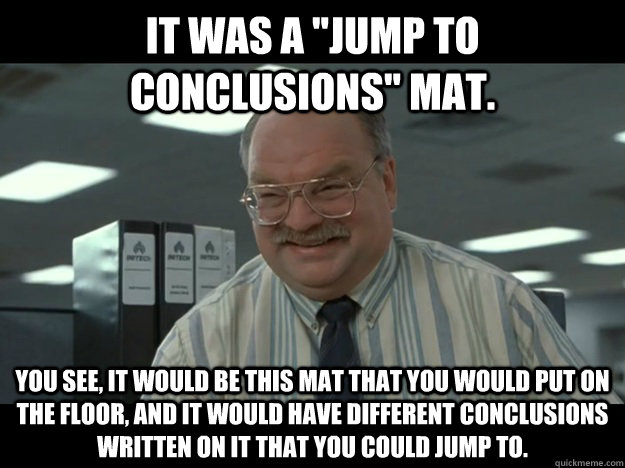 IT WAS A "JUMP TO
CONCLUSIONS" MAT.
INITECH INITECH INITECH
YOU SEE, IT WOULD BE THIS MAT THAT YOU WOULD PUT ON
THE FLOOR, AND IT WOULD HAVE DIFFERENT CONCLUSIONS
WRITTEN ON IT THAT YOU COULD JUMP TO.
quickmeme.com